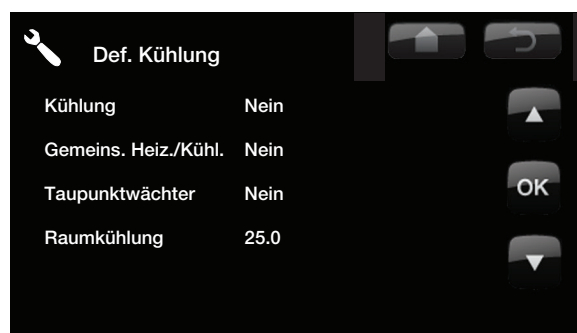 Def. Kühlung
Kühlung Nein
Gemeins. Heiz./Kühl. Nein
Taupunktwächter Nein
OK
Raumkühlung 25.0